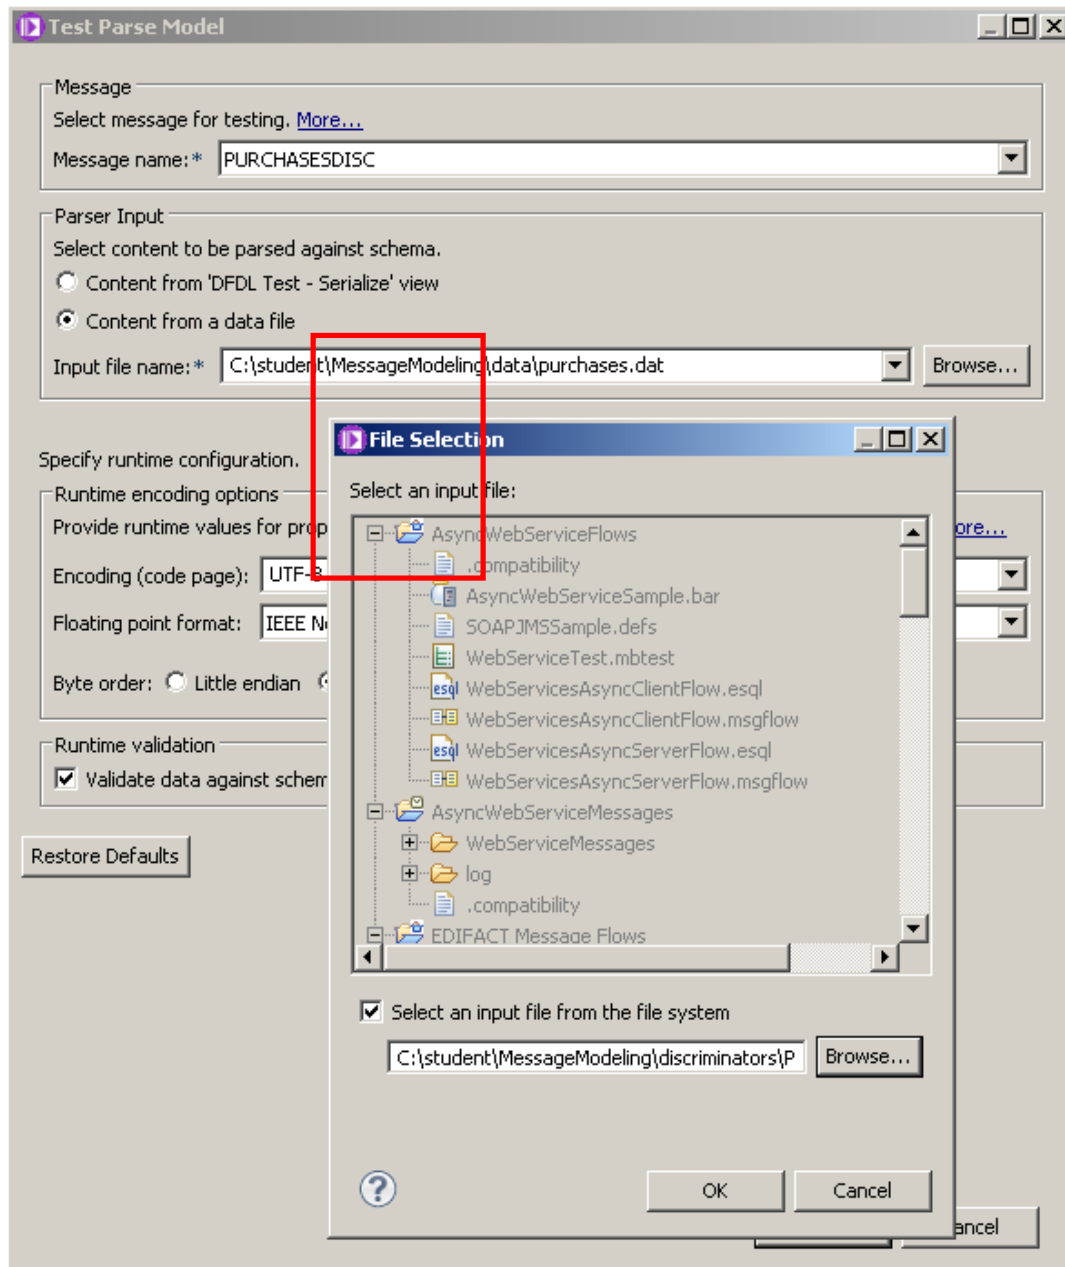 Test Parse Model
Message
Select message for testing. More...
Message name:* PURCHASESDISC
Parser Input
Select content to be parsed against schema.
Content from 'DFDL Test - Serialize' view
Content from a data file
Input file name:* C:\student\MessageModeling\data\purchases.dat Browse...
Specify runtime configuration.
Runtime encoding options
Provide runtime values for prop
ore...
Encoding (code page): UTF-8
Floating point format: IEEE N
Byte order: Little endian
Runtime validation
Validate data against schem
Restore Defaults
File Selection
Select an input file:
AsyncWebServiceFlows
.compatibility
AsyncWebServiceSample.bar
SOAPJMSSample.defs
WebServiceTest.mbtest
esql WebServicesAsyncClientFlow.esql
WebServicesAsyncClientFlow.msgflow
esql WebServicesAsyncServerFlow.esql
WebServicesAsyncServerFlow.msgflow
AsyncWebServiceMessages
WebServiceMessages
log
.compatibility
EDIFACT Message Flows
Select an input file from the file system
C:\student\MessageModeling\discriminators\P Browse...
? OK Cancel
ancel